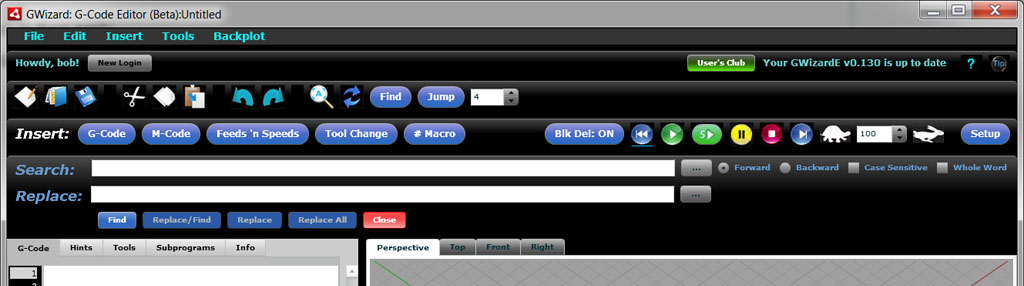 GWizard: G-Code Editor (Beta):Untitled
File Edit Insert Tools Backplot
Howdy, bob! New Login User's Club Your GWizardE v0.130 is up to date ? Tip
Find Jump 4
Insert: G-Code M-Code Feeds 'n Speeds Tool Change # Macro Blk Del: ON 5 100 Setup
Search: ... Forward Backward Case Sensitive Whole Word
Replace: ...
Find Replace/Find Replace Replace All Close
G-Code Hints Tools Subprograms Info Perspective Top Front Right
1